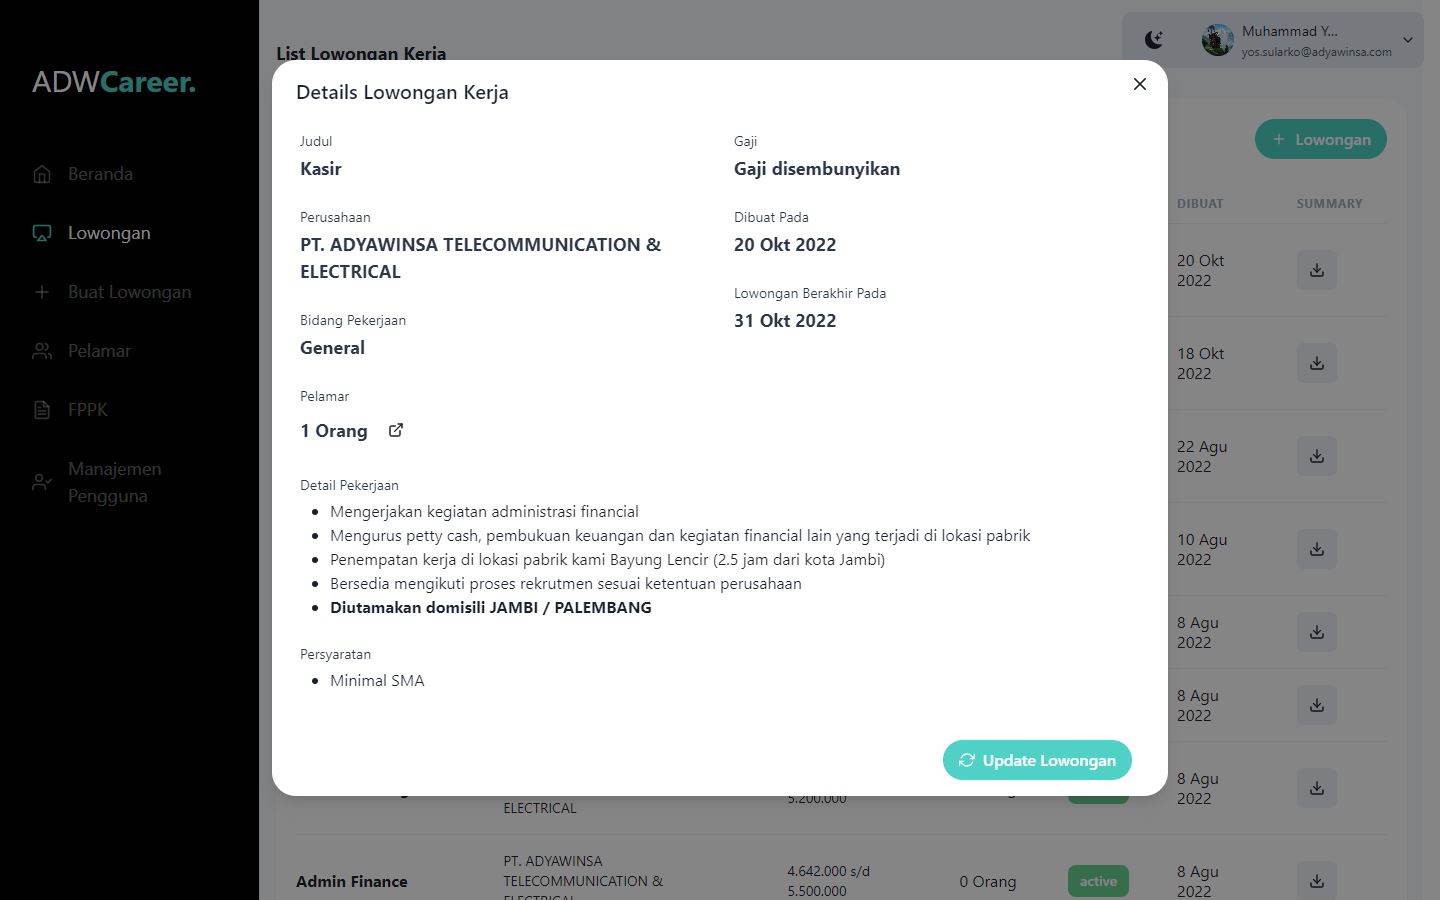 ADWCareer.
Beranda
Lowongan
Buat Lowongan
Pelamar
FPPK
Manajemen
Pengguna
List Lowongan Kerja
Muhammad Y...
yos.sularko@adyawinsa.com
+ Lowongan
Details Lowongan Kerja
Judul
Kasir
Perusahaan
PT. ADYAWINSA TELECOMMUNICATION &
ELECTRICAL
Bidang Pekerjaan
General
Pelamar
1 Orang
Gaji
Gaji disembunyikan
Dibuat Pada
20 Okt 2022
Lowongan Berakhir Pada
31 Okt 2022
Detail Pekerjaan
• Mengerjakan kegiatan administrasi financial
• Mengurus petty cash, pembukuan keuangan dan kegiatan financial lain yang terjadi di lokasi pabrik
• Penempatan kerja di lokasi pabrik kami Bayung Lencir (2.5 jam dari kota Jambi)
• Bersedia mengikuti proses rekrutmen sesuai ketentuan perusahaan
• Diutamakan domisili JAMBI / PALEMBANG
Persyaratan
• Minimal SMA
Update Lowongan
DIBUAT
SUMMARY
20 Okt
2022
18 Okt
2022
22 Agu
2022
10 Agu
2022
8 Agu
2022
8 Agu
2022
8 Agu
2022
ELECTRICAL
5.200.000
Admin Finance
PT. ADYAWINSA
TELECOMMUNICATION &
ELECTRICAL
4.642.000 s/d
5.500.000
0 Orang
active
8 Agu
2022